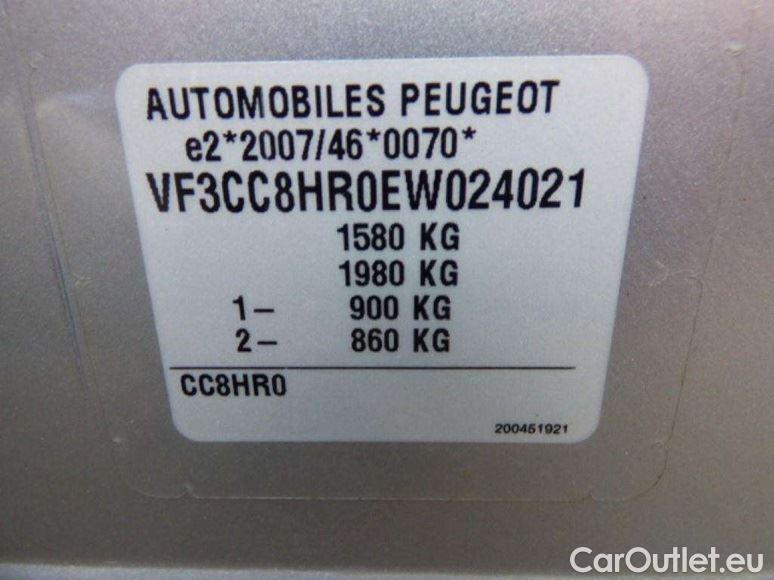 AUTOMOBILES PEUGEOT
e2*2007/46*0070*
VF3CC8HR0EW024021
1580 KG
1980 KG
1- 900 KG
2- 860 KG
CC8HR0
200451921
CarOutlet.eu